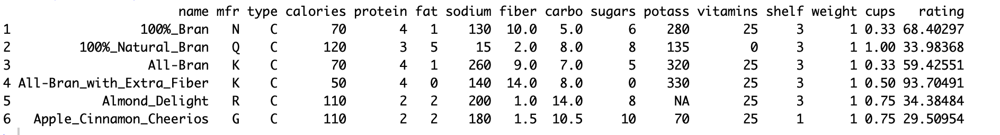 name mfr type calories protein fat sodium fiber carbo sugars potass vitamins shelf weight cups rating
1 100%_Bran N C 70 4 1 130 10.0 5.0 6 280 25 3 1 0.33 68.40297
2 100%_Natural_Bran Q C 120 3 5 15 2.0 8.0 8 135 0 3 1 1.00 33.98368
3 All-Bran K C 70 4 1 260 9.0 7.0 5 320 25 3 1 0.33 59.42551
4 All-Bran_with_Extra_Fiber K C 50 4 0 140 14.0 8.0 0 330 25 3 1 0.50 93.70491
5 Almond_Delight R C 110 2 2 200 1.0 14.0 8 NA 25 3 1 0.75 34.38484
6 Apple_Cinnamon_Cheerios G C 110 2 2 180 1.5 10.5 10 70 25 1 1 0.75 29.50954